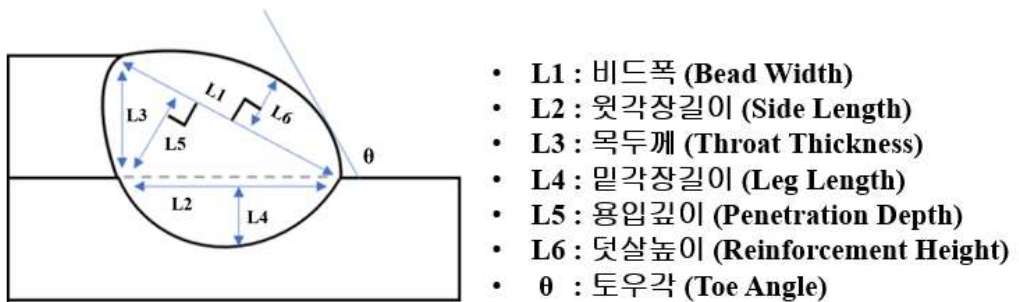 L1
L6
L3
L5
θ
L2
L4
• L1 : 비드폭 (Bead Width)
• L2 : 윗각장길이 (Side Length)
• L3 : 목두께 (Throat Thickness)
• L4 : 밑각장길이 (Leg Length)
• L5 : 용입깊이 (Penetration Depth)
• L6 : 덧살높이 (Reinforcement Height)
• θ : 토우각 (Toe Angle)